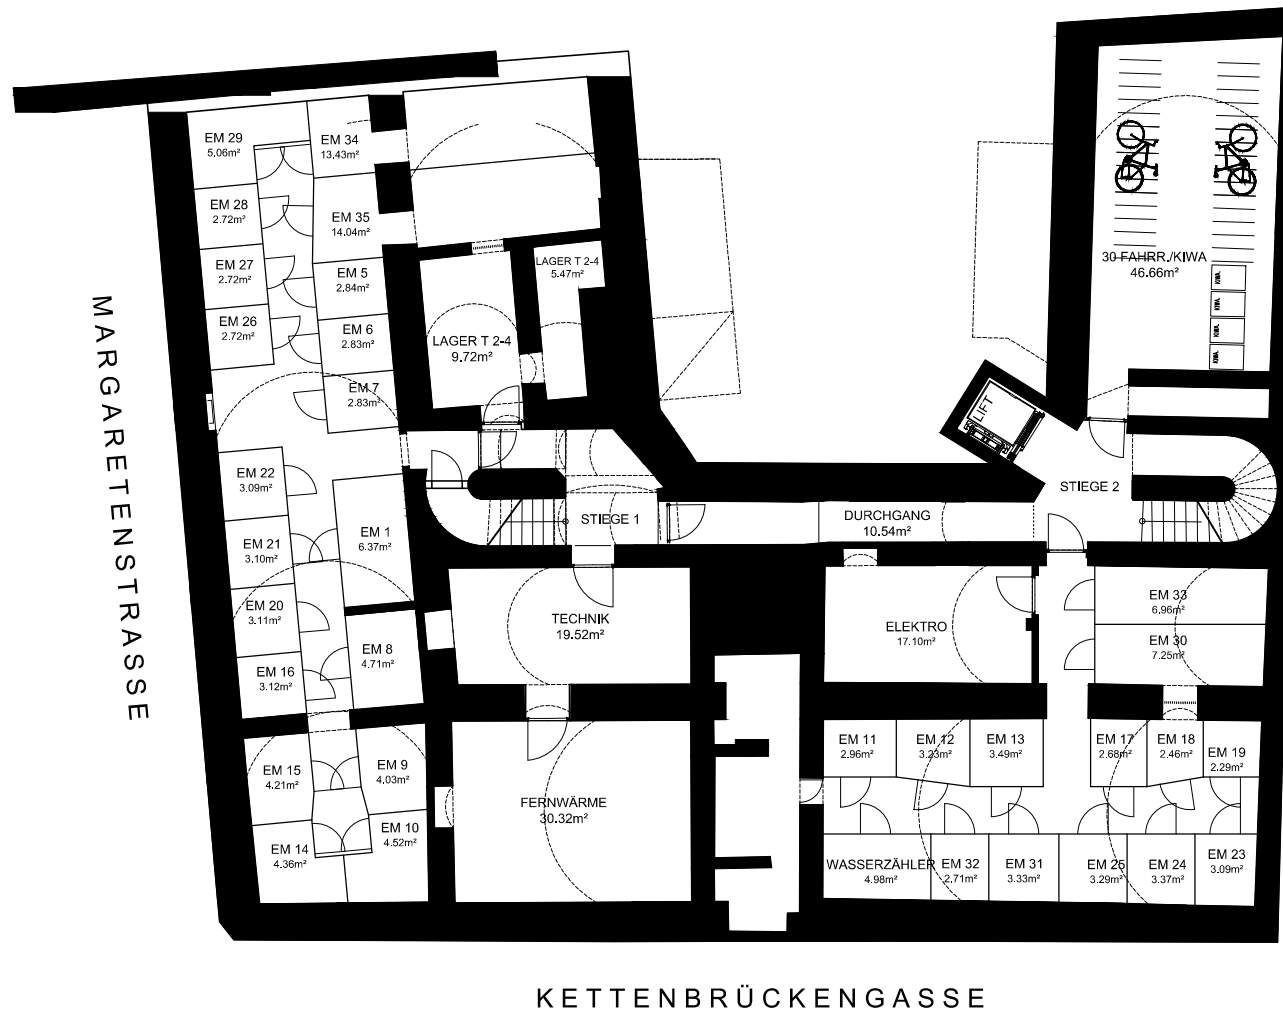 EM 29
5.06m²
EM 34
13.43m²
EM 28
2.72m²
EM 35
14.04m²
EM 27
2.72m²
EM 5
2.84m²
EM 26
2.72m²
EM 6
2.83m²
EM 7
2.83m²
LAGER T 2-4
9.72m²
LAGER T 2-4
5.47m²
30 FAHRR./KIWA
46.66m²
KIWA
KIWA
KIWA
KIWA
LIFT
MARGARETENSTRASSE
EM 22
3.09m²
EM 21
3.10m²
EM 1
6.37m²
EM 20
3.11m²
EM 16
3.12m²
EM 8
4.71m²
STIEGE 1
DURCHGANG
10.54m²
STIEGE 2
TECHNIK
19.52m²
ELEKTRO
17.10m²
EM 33
6.96m²
EM 30
7.25m²
EM 15
4.21m²
EM 9
4.03m²
EM 14
4.36m²
EM 10
4.52m²
FERNWÄRME
30.32m²
EM 11
2.96m²
EM 12
3.23m²
EM 13
3.49m²
EM 17
2.68m²
EM 18
2.46m²
EM 19
2.29m²
WASSERZÄHLER
4.98m²
EM 32
2.71m²
EM 31
3.33m²
EM 25
3.29m²
EM 24
3.37m²
EM 23
3.09m²
KETTENBRÜCKENGASSE